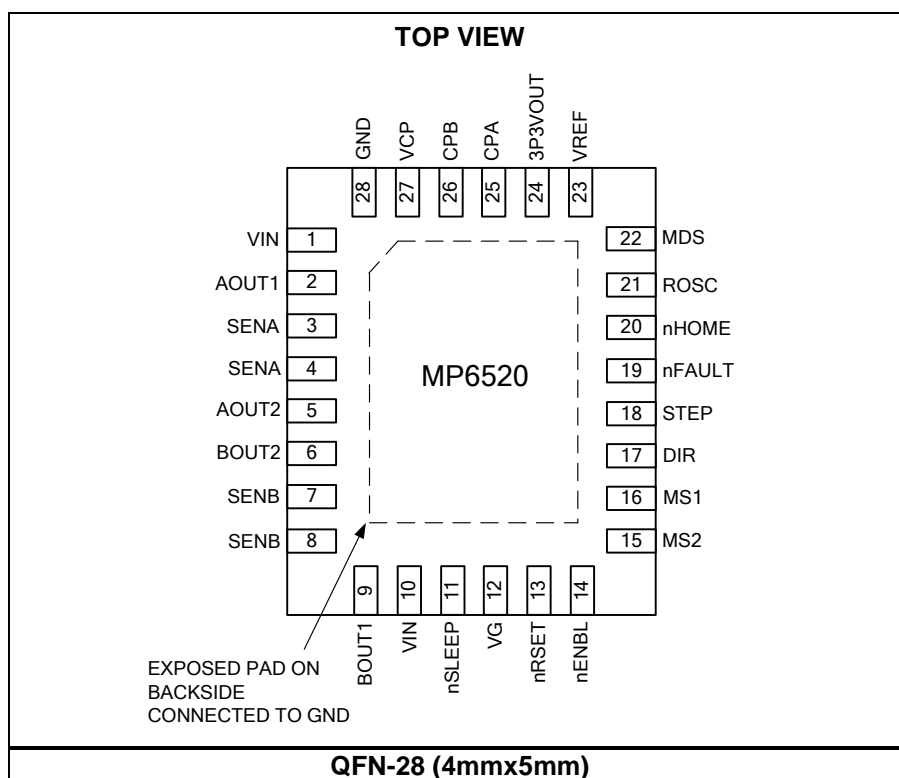 TOP VIEW
GND
VCP
CPB
CPA
3P3VOUT
VREF
28
27
26
25
24
23
VIN 1
AOUT1 2
SENA 3
SENA 4
AOUT2 5
BOUT2 6
SENB 7
SENB 8
MP6520
22 MDS
21 ROSC
20 nHOME
19 nFAULT
18 STEP
17 DIR
16 MS1
15 MS2
9
10
11
12
13
14
BOUT1
VIN
nSLEEP
VG
nRSET
nENBL
EXPOSED PAD ON
BACKSIDE
CONNECTED TO GND
QFN-28 (4mmx5mm)